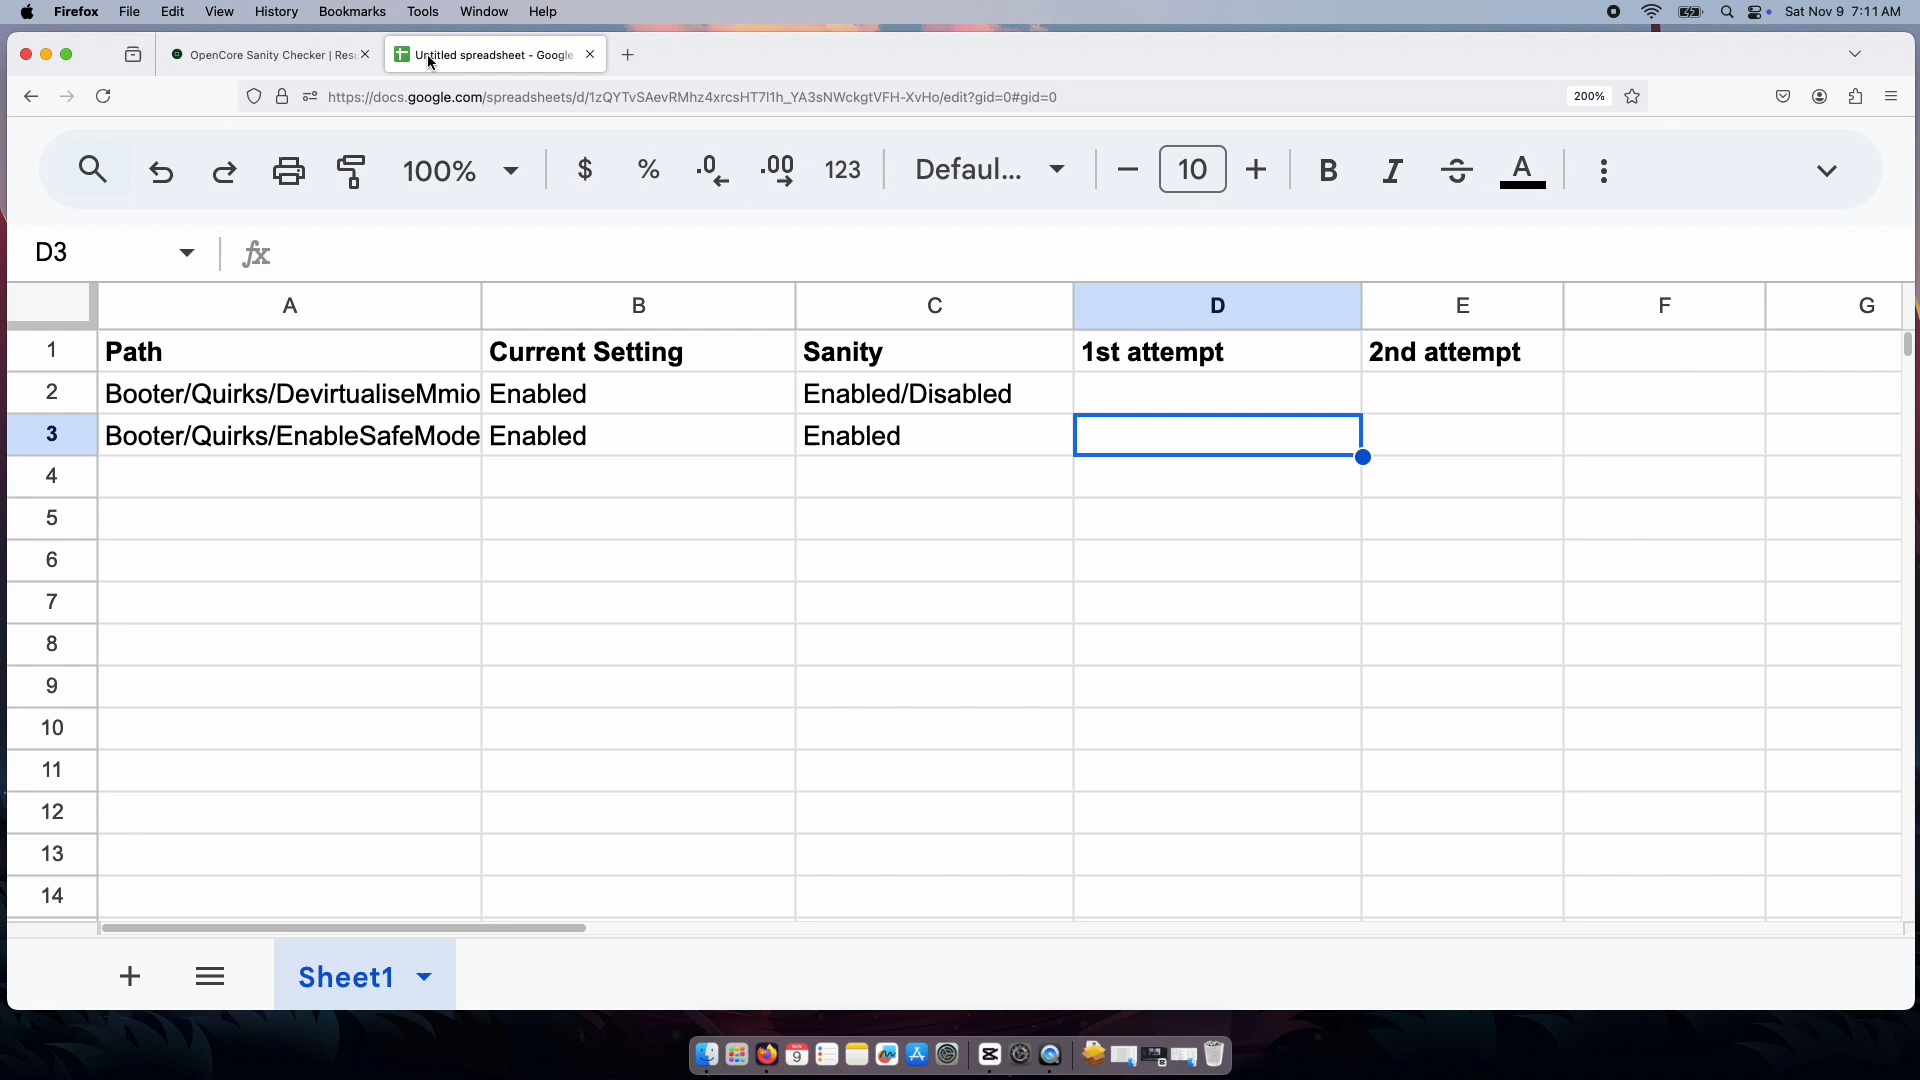 Firefox File Edit View History Bookmarks Tools Window Help Sat Nov 9 7:11 AM
OpenCore Sanity Checker | Resu Untitled spreadsheet - Google
https://docs.google.com/spreadsheets/d/1zQYTvSAevRMhz4xrcsHT7I1h_YA3sNWckgtVFH-XvHo/edit?gid=0#gid=0 200%
100% $ % .0 .00 123 Defaul... 10 B I S A
D3 fx
A B C D E F G
1 Path Current Setting Sanity 1st attempt 2nd attempt
2 Booter/Quirks/DevirtualiseMmio Enabled Enabled/Disabled
3 Booter/Quirks/EnableSafeMode Enabled Enabled
4
5
6
7
8
9
10
11
12
13
14
Sheet1
NOV
9